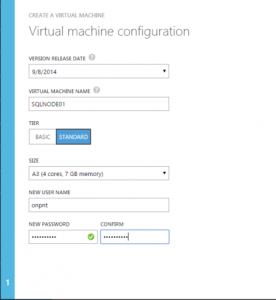 CREATE A VIRTUAL MACHINE
Virtual machine configuration
VERSION RELEASE DATE ?
9/8/2014
VIRTUAL MACHINE NAME ?
SQLNODE01
TIER
BASIC STANDARD
SIZE
A3 (4 cores, 7 GB memory)
NEW USER NAME
onpnt
NEW PASSWORD CONFIRM
•••••••••• ••••••••••
1